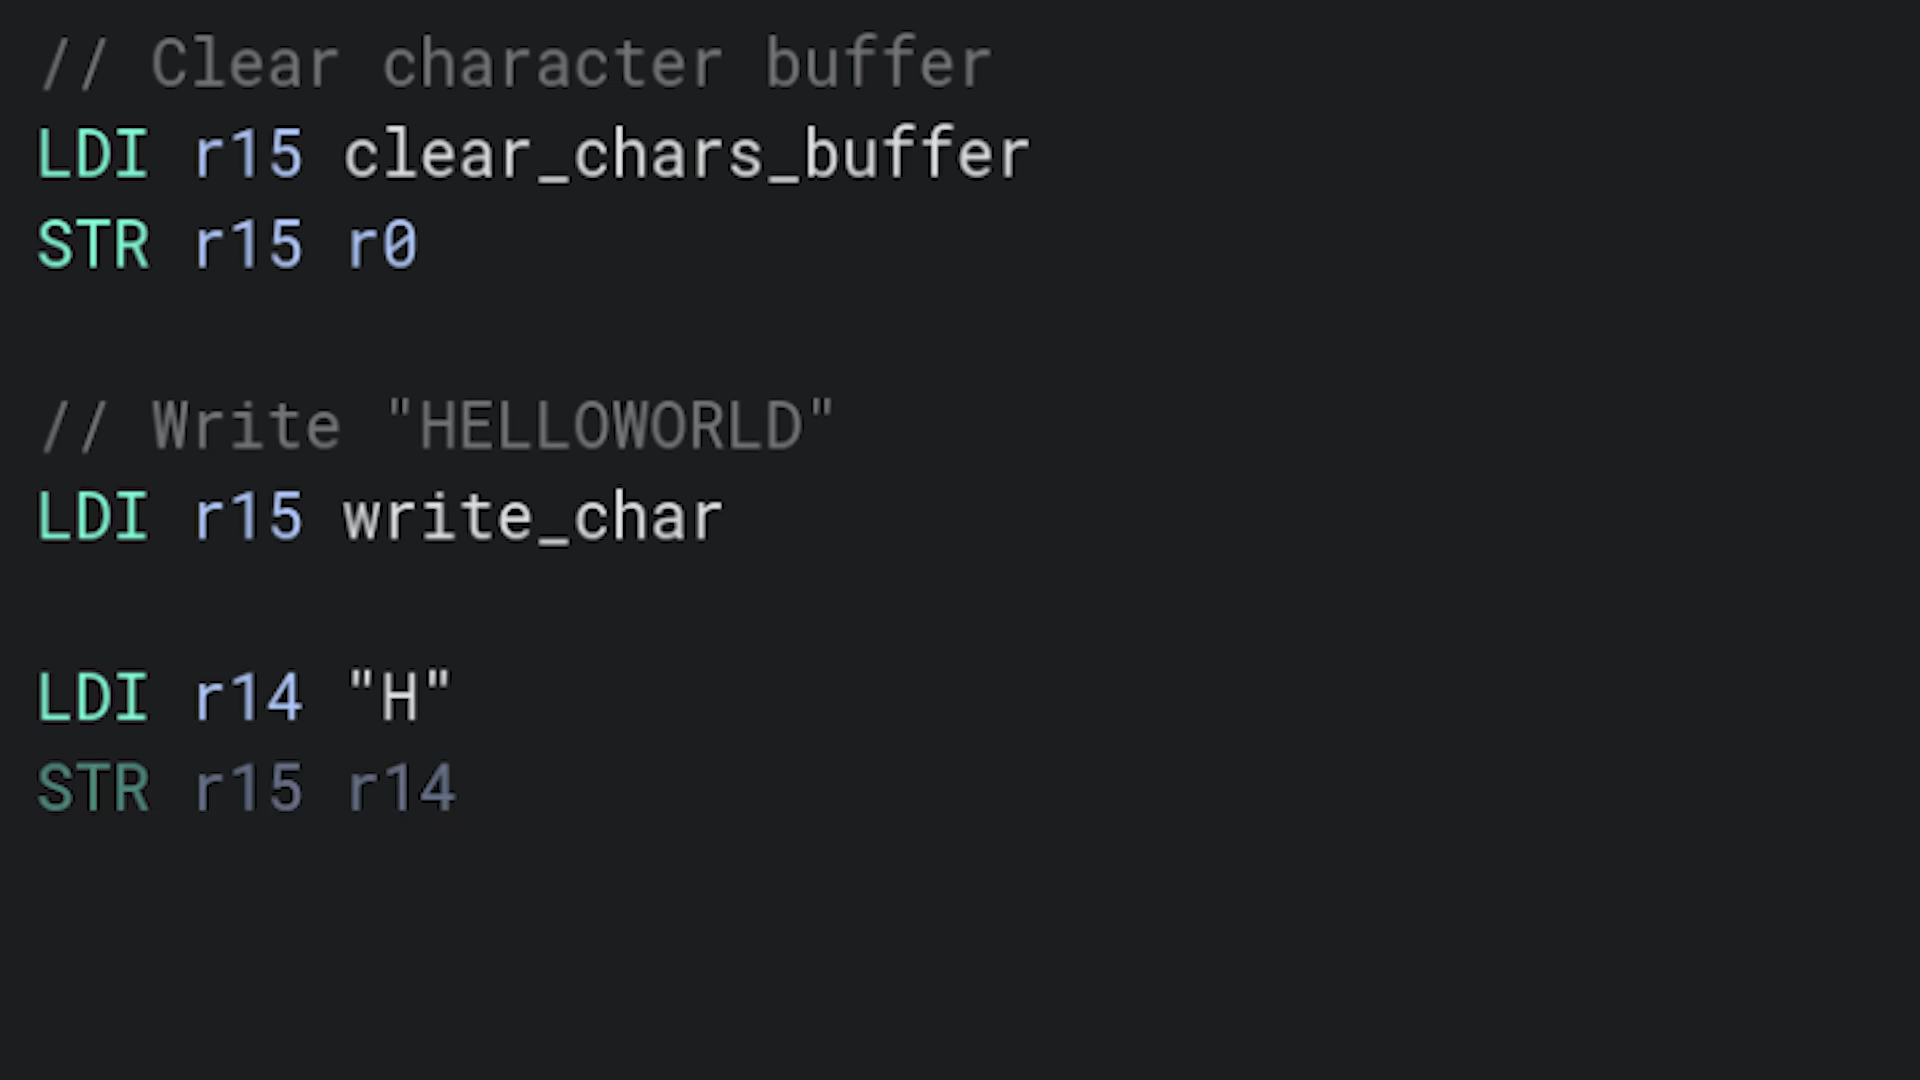 // Clear character buffer
LDI r15 clear_chars_buffer
STR r15 r0
// Write "HELLOWORLD"
LDI r15 write_char
LDI r14 "H"
STR r15 r14